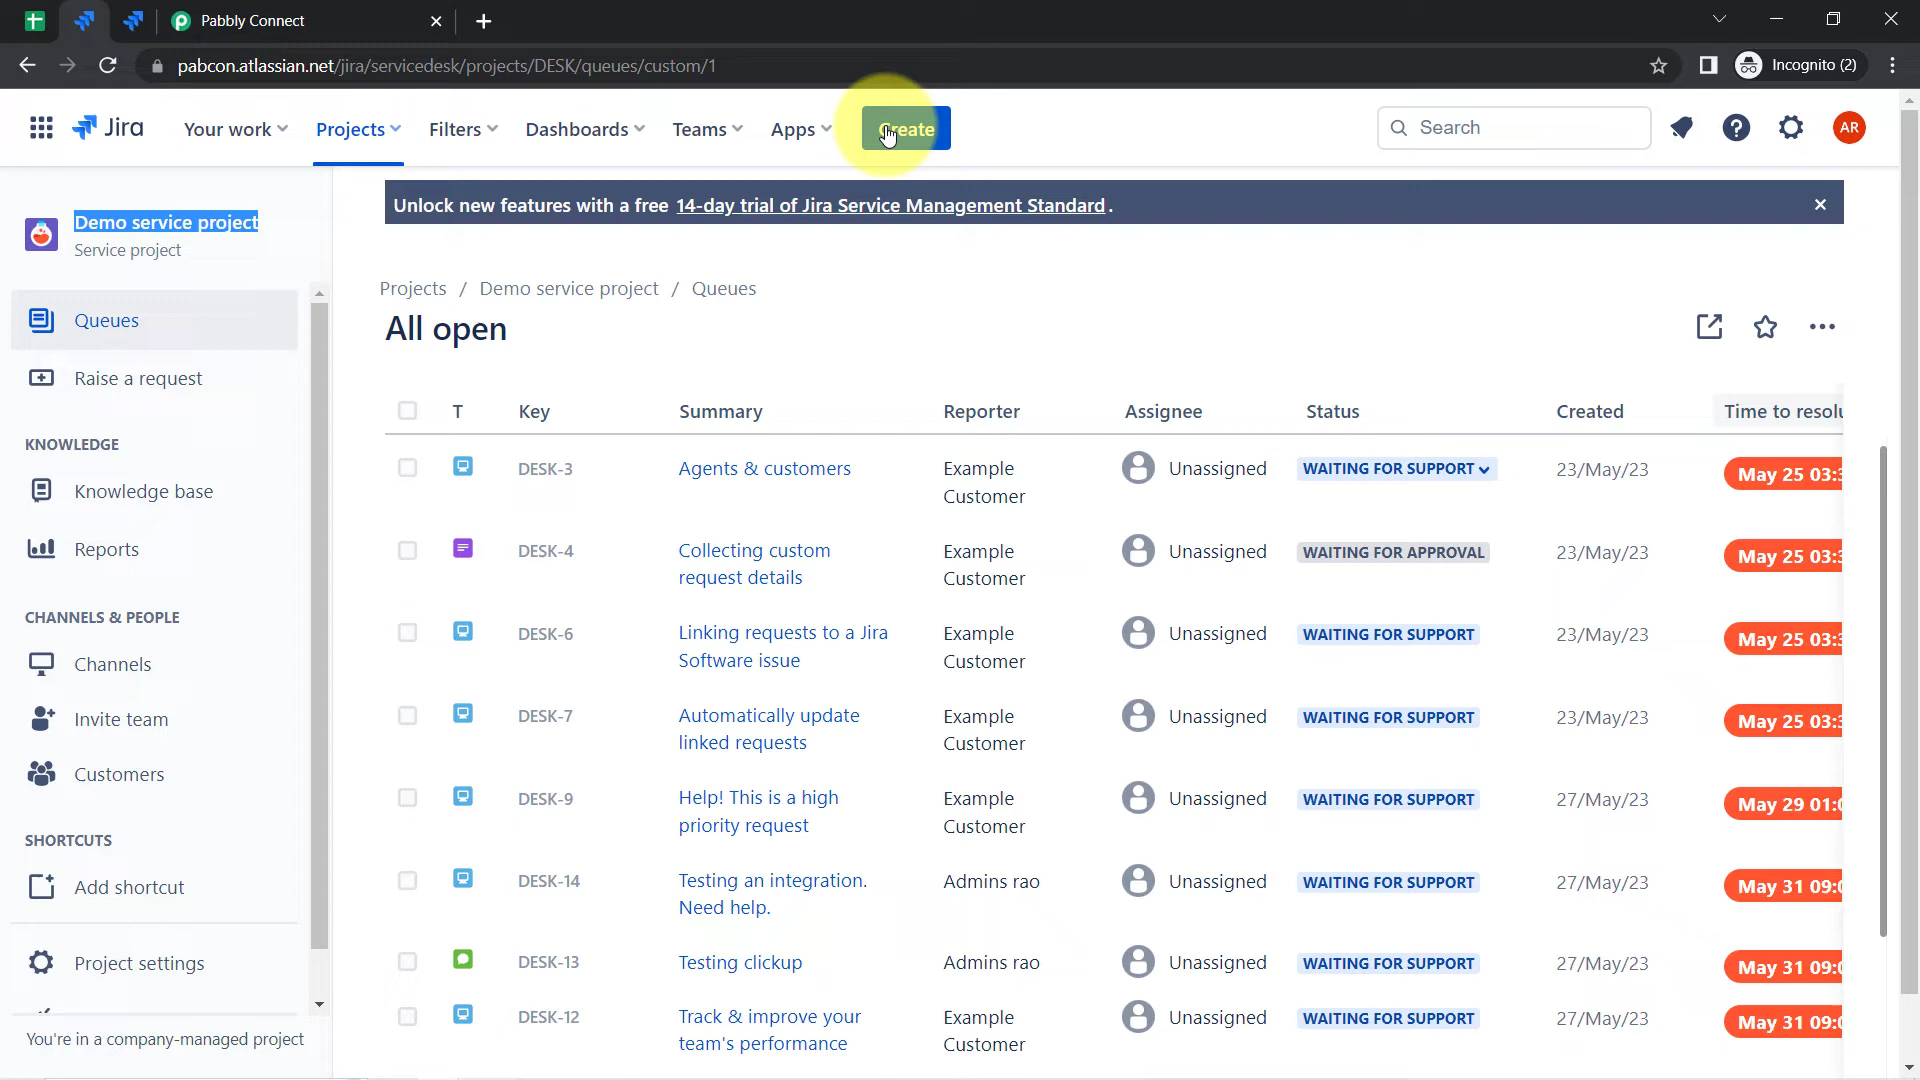 Pabbly Connect
pabcon.atlassian.net/jira/servicedesk/projects/DESK/queues/custom/1
Incognito (2)
Jira
Your work
Projects
Filters
Dashboards
Teams
Apps
Create
Search
AR
Demo service project
Service project
Unlock new features with a free 14-day trial of Jira Service Management Standard.
Queues
Raise a request
KNOWLEDGE
Knowledge base
Reports
CHANNELS & PEOPLE
Channels
Invite team
Customers
SHORTCUTS
Add shortcut
Project settings
You're in a company-managed project
Projects / Demo service project / Queues
All open
T Key Summary Reporter Assignee Status Created Time to resolu
DESK-3 Agents & customers Example Customer Unassigned WAITING FOR SUPPORT 23/May/23 May 25 03:3
DESK-4 Collecting custom request details Example Customer Unassigned WAITING FOR APPROVAL 23/May/23 May 25 03:3
DESK-6 Linking requests to a Jira Software issue Example Customer Unassigned WAITING FOR SUPPORT 23/May/23 May 25 03:3
DESK-7 Automatically update linked requests Example Customer Unassigned WAITING FOR SUPPORT 23/May/23 May 25 03:3
DESK-9 Help! This is a high priority request Example Customer Unassigned WAITING FOR SUPPORT 27/May/23 May 29 01:0
DESK-14 Testing an integration. Need help. Admins rao Unassigned WAITING FOR SUPPORT 27/May/23 May 31 09:0
DESK-13 Testing clickup Admins rao Unassigned WAITING FOR SUPPORT 27/May/23 May 31 09:0
DESK-12 Track & improve your team's performance Example Customer Unassigned WAITING FOR SUPPORT 27/May/23 May 31 09:0